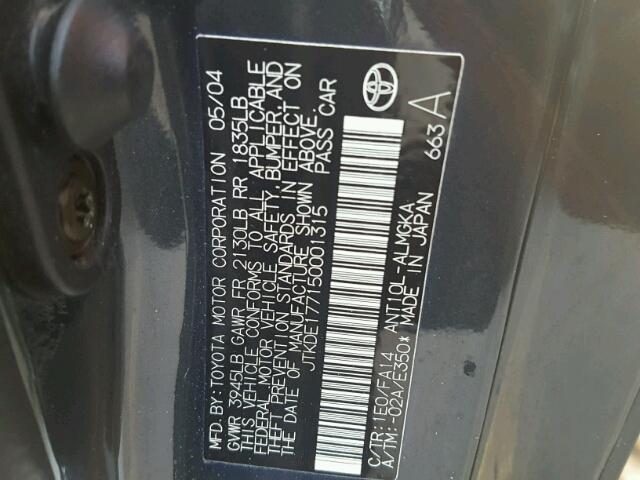 MFD BY: TOYOTA MOTOR CORPORATION 05/04
GVWR 3945LB GAWR FR 2130LB RR 1835LB
THIS VEHICLE CONFORMS TO ALL APPLICABLE
FEDERAL MOTOR VEHICLE SAFETY, BUMPER, AND
THEFT PREVENTION STANDARDS IN EFFECT ON
THE DATE OF MANUFACTURE SHOWN ABOVE.
JTKDE177150001315 PASS CAR
C/TR: 1E0/FA14 ANT10L-ALMGKA
A/TM: -02A/E350* MADE IN JAPAN
663 A